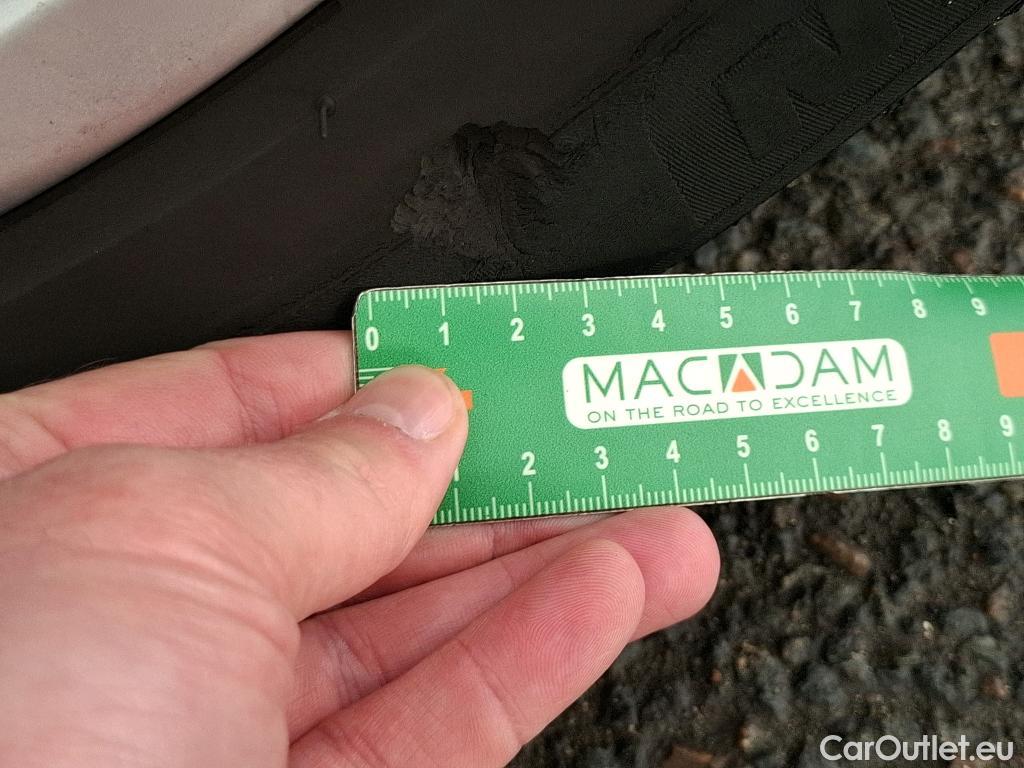 0 1 2 3 4 5 6 7 8 9
MACADAM
ON THE ROAD TO EXCELLENCE
2 3 4 5 6 7 8 9
CarOutlet.eu